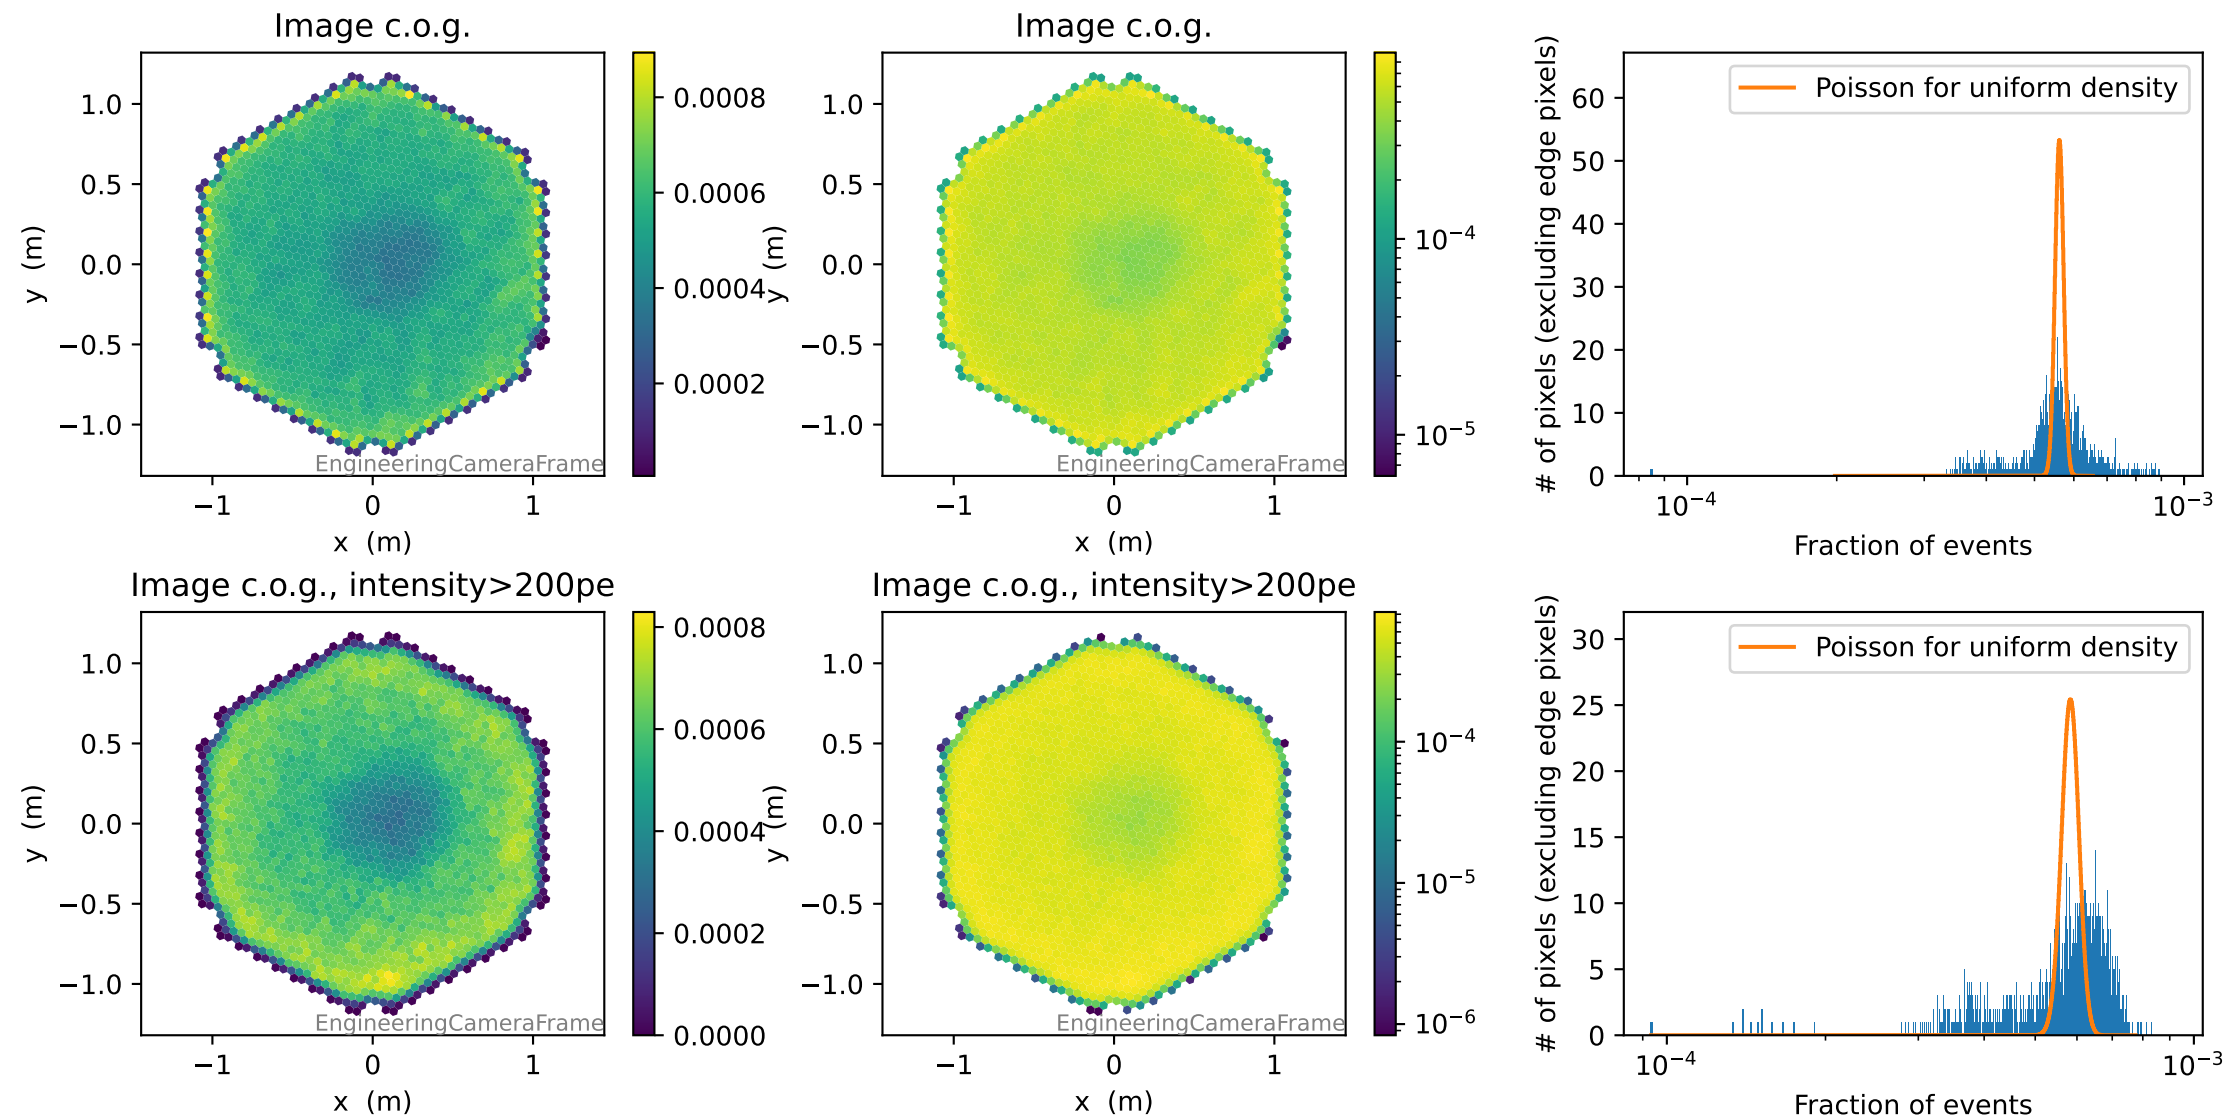 Image c.o.g.
y (m)
1.0
0.5
0.0
−0.5
−1.0
−1
0
1
x (m)
EngineeringCameraFrame
0.0008
0.0006
0.0004
0.0002
Image c.o.g.
y (m)
1.0
0.5
0.0
−0.5
−1.0
−1
0
1
x (m)
EngineeringCameraFrame
10⁻⁴
10⁻⁵
# of pixels (excluding edge pixels)
60
50
40
30
20
10
0
Poisson for uniform density
10⁻⁴
10⁻³
Fraction of events
Image c.o.g., intensity>200pe
y (m)
1.0
0.5
0.0
−0.5
−1.0
−1
0
1
x (m)
EngineeringCameraFrame
0.0008
0.0006
0.0004
0.0002
0.0000
Image c.o.g., intensity>200pe
y (m)
1.0
0.5
0.0
−0.5
−1.0
−1
0
1
x (m)
EngineeringCameraFrame
10⁻⁴
10⁻⁵
10⁻⁶
# of pixels (excluding edge pixels)
30
25
20
15
10
5
0
Poisson for uniform density
10⁻⁴
10⁻³
Fraction of events